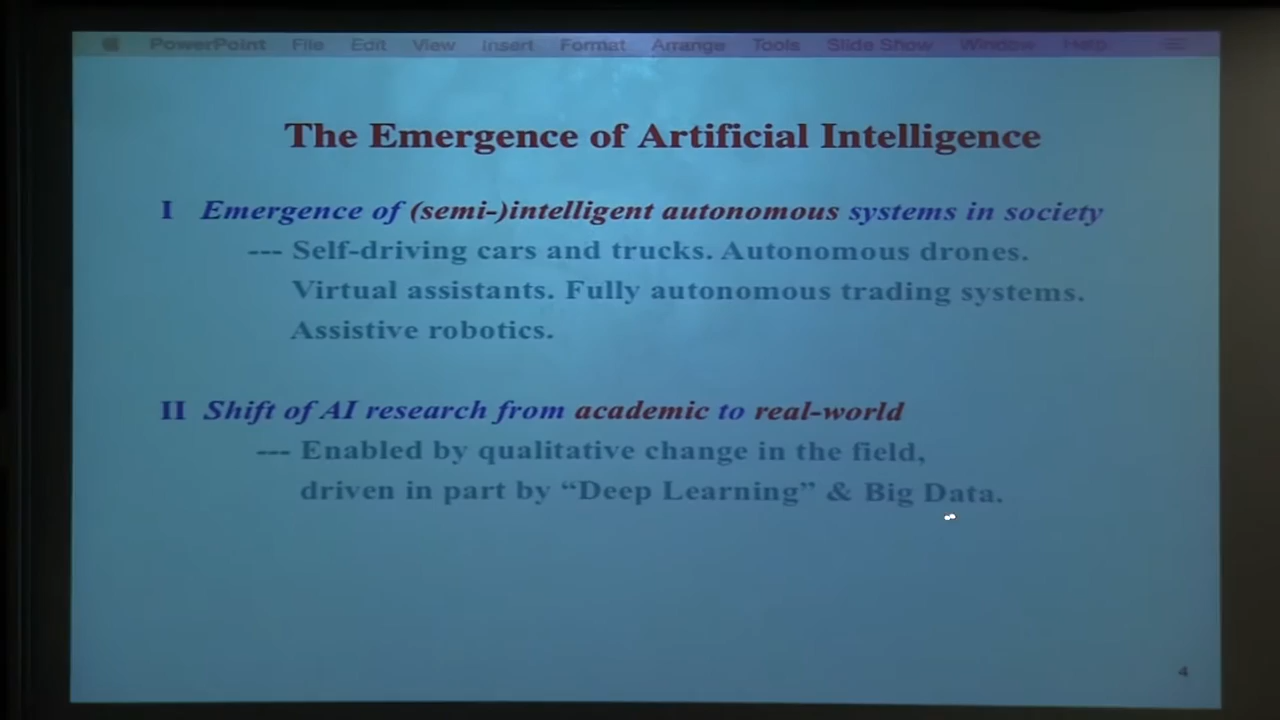 PowerPoint File Edit View Insert Format Arrange Tools Slide Show Window Help
The Emergence of Artificial Intelligence
I Emergence of (semi-)intelligent autonomous systems in society
--- Self-driving cars and trucks. Autonomous drones.
Virtual assistants. Fully autonomous trading systems.
Assistive robotics.
II Shift of AI research from academic to real-world
--- Enabled by qualitative change in the field,
driven in part by “Deep Learning” & Big Data.
4